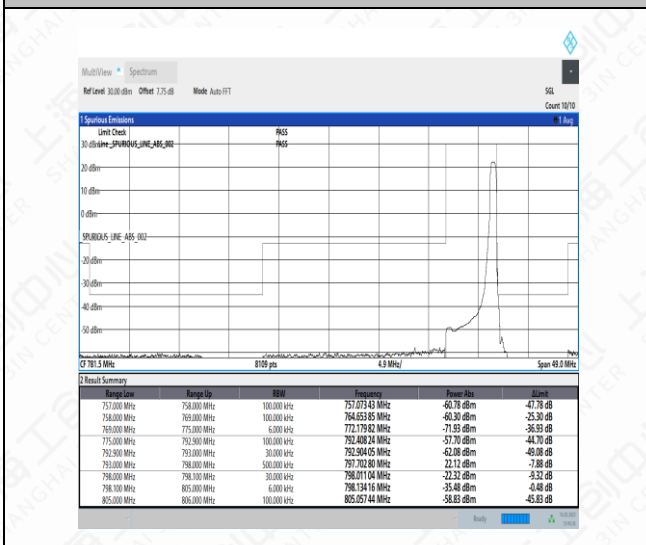 MultiView Spectrum
Ref Level 30.00 dBm Offset 7.75 dB Mode Auto FFT SGL
Count 10/10
1 Spurious Emissions 1 Avg
Limit Check PASS
30 dBm Line _SPURIOUS_LINE_ABS_002 PASS
20 dBm
10 dBm
0 dBm
SPURIOUS_LINE_ABS_002
-20 dBm
-30 dBm
-40 dBm
-50 dBm
CF 781.5 MHz 8109 pts 4.9 MHz/ Span 49.0 MHz
2 Result Summary
Range Low Range Up RBW Frequency Power Abs ΔLimit
757.000 MHz 758.000 MHz 100.000 kHz 757.07343 MHz -60.78 dBm -47.78 dB
758.000 MHz 769.000 MHz 100.000 kHz 764.65385 MHz -60.30 dBm -25.30 dB
769.000 MHz 775.000 MHz 6.000 kHz 772.17982 MHz -71.93 dBm -36.93 dB
775.000 MHz 792.900 MHz 100.000 kHz 792.40824 MHz -57.70 dBm -44.70 dB
792.900 MHz 793.000 MHz 30.000 kHz 792.90405 MHz -62.08 dBm -49.08 dB
793.000 MHz 798.000 MHz 500.000 kHz 797.70280 MHz 22.12 dBm -7.88 dB
798.000 MHz 798.100 MHz 30.000 kHz 798.01104 MHz -22.32 dBm -9.32 dB
798.100 MHz 805.000 MHz 6.000 kHz 798.13416 MHz -35.48 dBm -0.48 dB
805.000 MHz 806.000 MHz 100.000 kHz 805.05744 MHz -58.83 dBm -45.83 dB
Ready